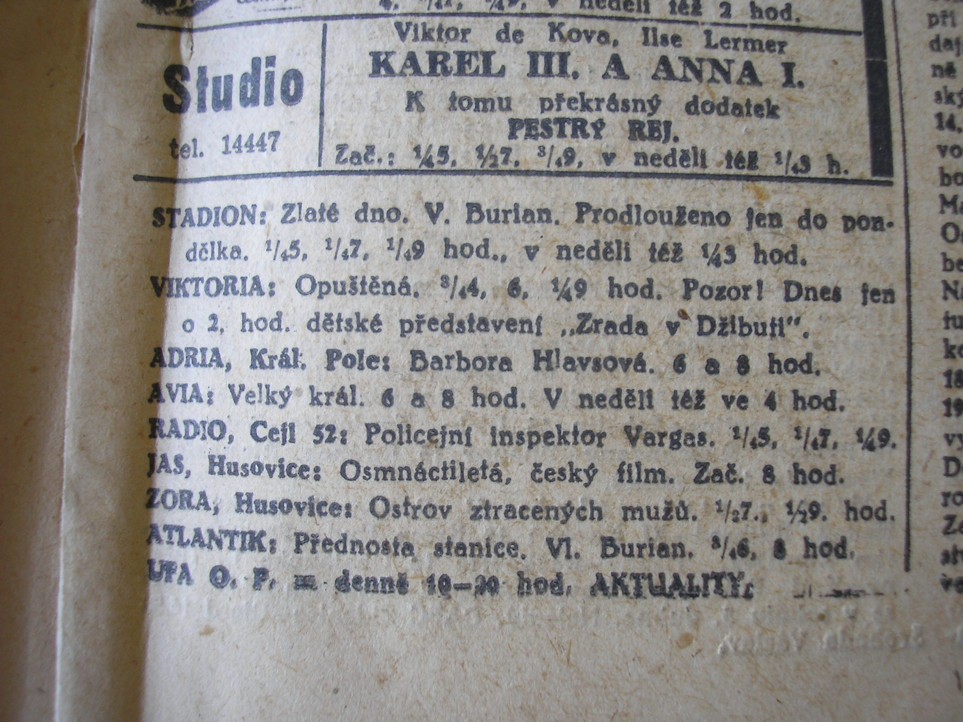 v neděli též 2 hod.
Studio
tel. 14447
Viktor de Kova, Ilse Lermer
KAREL III. A ANNA I.
K tomu překrásný dodatek
PESTRÝ REJ.
Zač.: ¼5, ½7, ¾9, v neděli též ½3 h.
STADION: Zlaté dno. V. Burian. Prodlouženo jen do pon-
dělka. ¼5, ¼7, ¼9 hod., v neděli též ¼3 hod.
VIKTORIA: Opuštěná. ¾4, 6, ¼9 hod. Pozor! Dnes jen
o 2. hod. dětské představení „Zrada v Džibuti".
ADRIA, Král. Pole: Barbora Hlavsová. 6 a 8 hod.
AVIA: Velký král. 6 a 8 hod. V neděli též ve 4 hod.
RADIO, Cejl 52: Policejní inspektor Vargas. ¼5, ¼7, ¼9.
JAS, Husovice: Osmnáctiletá, český film. Zač. 8 hod.
ZORA, Husovice: Ostrov ztracených mužů. ½7., ½9. hod.
ATLANTIK: Přednosta stanice. Vl. Burian. ¾6, 8 hod.
UFA O. P. = denně 10–20 hod. AKTUALITY.